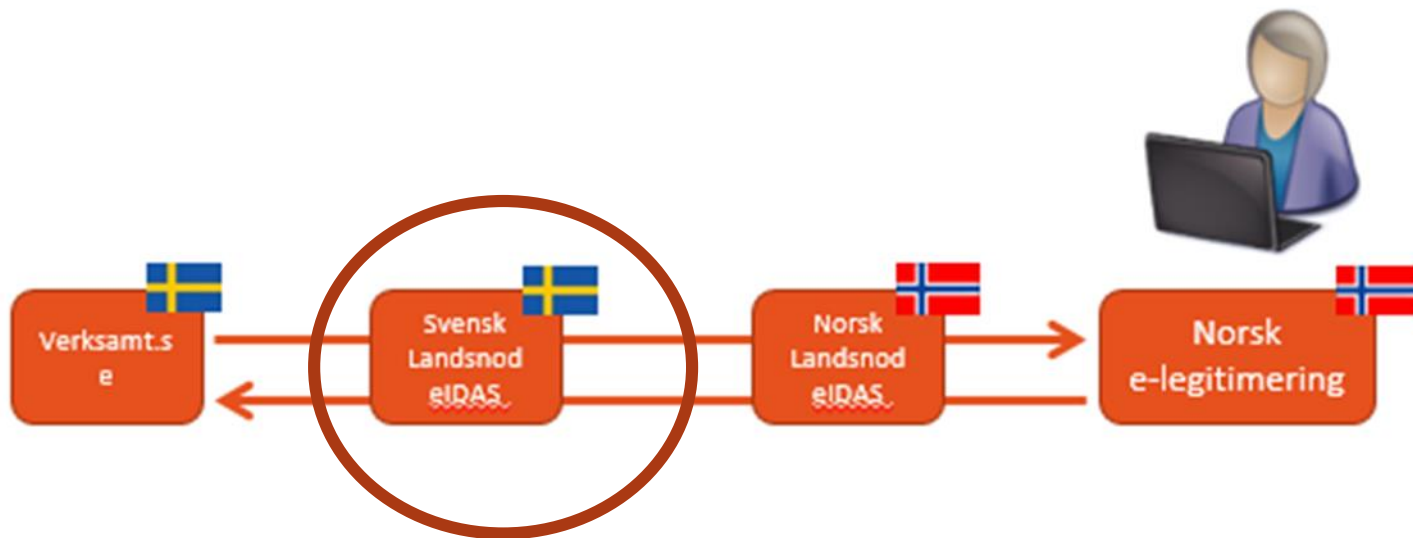 Verksamt.s
e
Svensk
Landsnod
eIDAS
Norsk
Landsnod
eIDAS
Norsk
e-legitimering